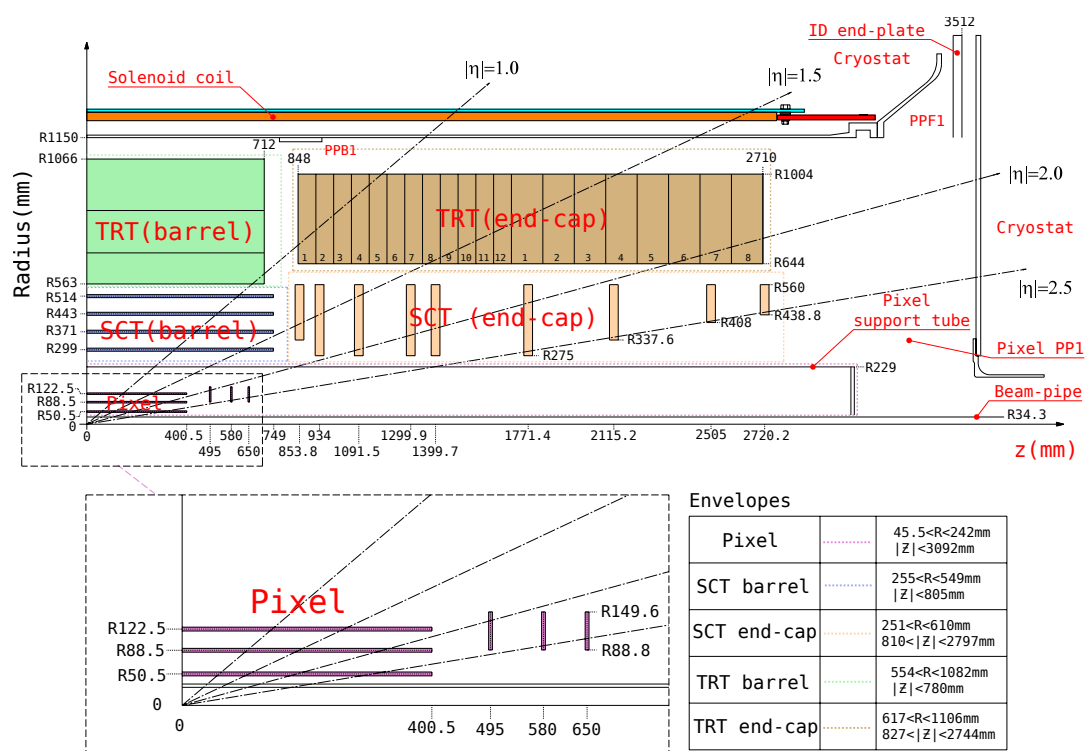 3512
ID end-plate
Cryostat
|η|=1.0
|η|=1.5
Solenoid coil
PPF1
R1150
712
PPB1
R1066
848
2710
R1004
|η|=2.0
Radius(mm)
TRT(barrel)
TRT(end-cap)
Cryostat
1 2 3 4 5 6 7 8 9 10 11 12 1 2 3 4 5 6 7 8
R644
R563
R560
|η|=2.5
R514
R443
R438.8
R408
Pixel
support tube
SCT(barrel)
SCT (end-cap)
R371
R337.6
R299
R275
Pixel PP1
R229
R122.5
R88.5
R50.5
Pixel
Beam-pipe
R34.3
0
0
400.5
495
580
650
749
853.8
934
1091.5
1299.9
1399.7
1771.4
2115.2
2505
2720.2
z(mm)
Pixel
R122.5
R88.5
R50.5
0
R149.6
R88.8
0
400.5
495
580
650
Envelopes
Pixel
45.5<R<242mm
|Z|<3092mm
SCT barrel
255<R<549mm
|Z|<805mm
SCT end-cap
251<R<610mm
810<|Z|<2797mm
TRT barrel
554<R<1082mm
|Z|<780mm
TRT end-cap
617<R<1106mm
827<|Z|<2744mm